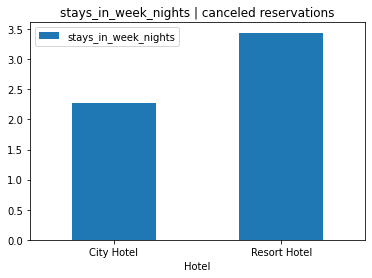 stays_in_week_nights | canceled reservations
stays_in_week_nights
3.5
3.0
2.5
2.0
1.5
1.0
0.5
0.0
City Hotel
Resort Hotel
Hotel